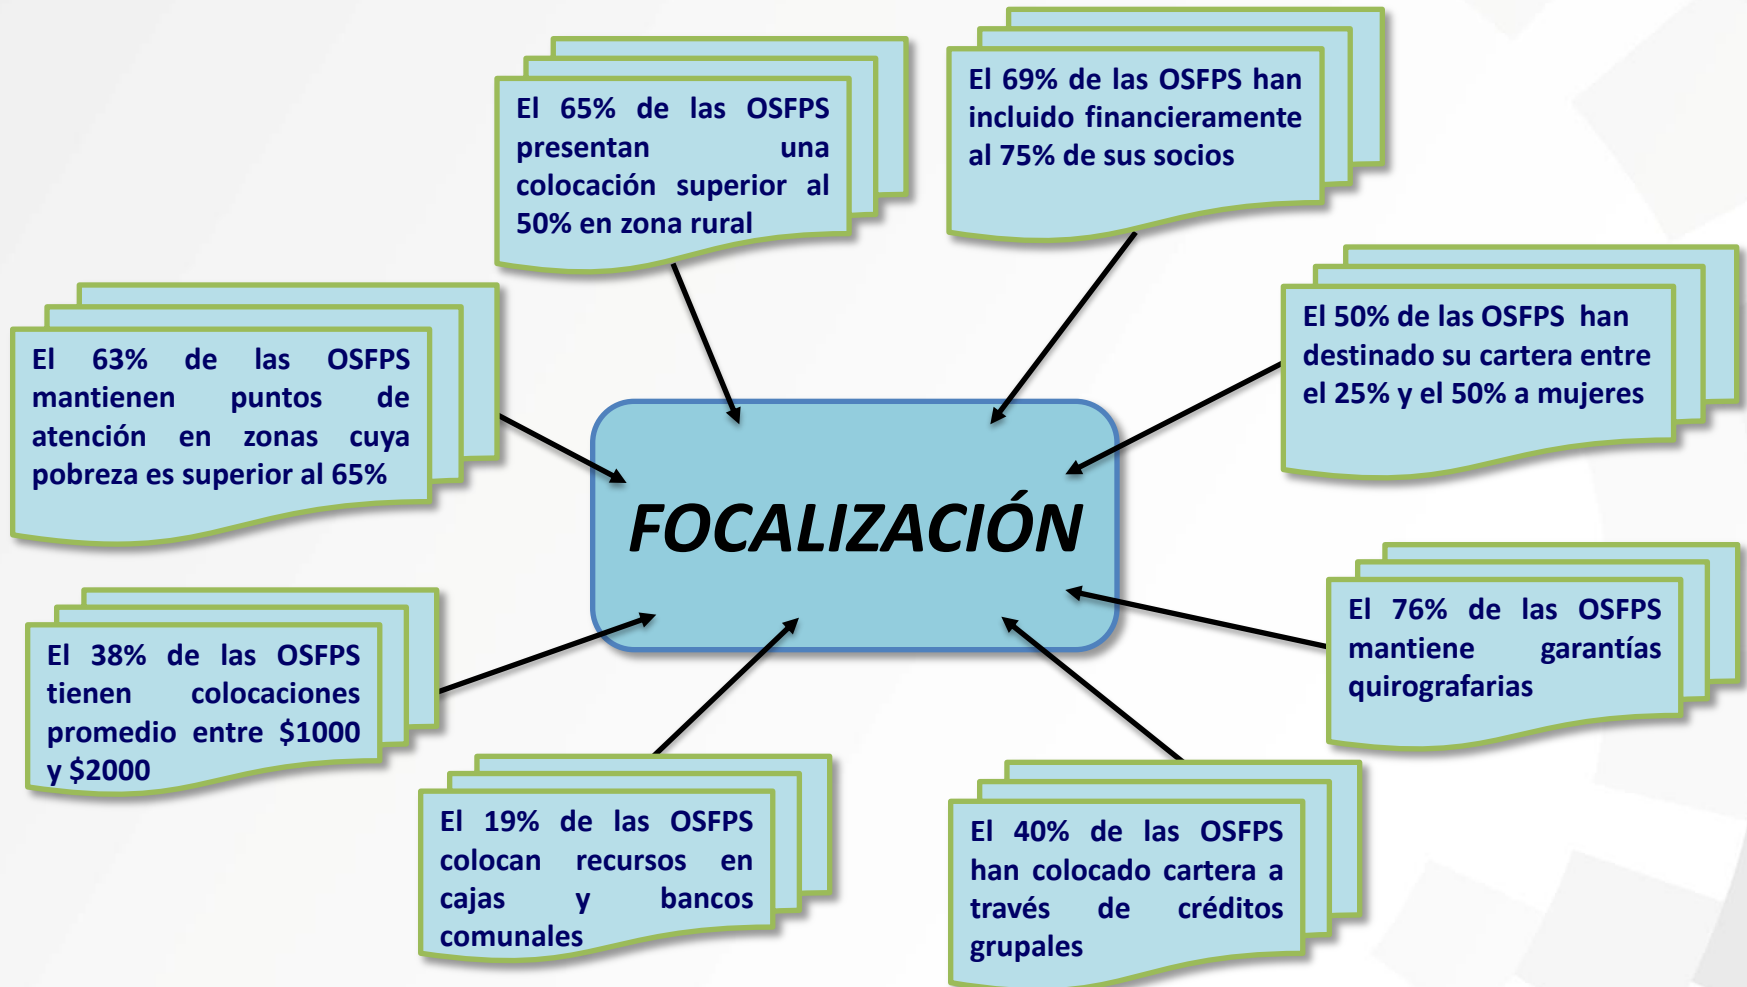 El 65% de las OSFPS
presentan una
colocación superior al
50% en zona rural
El 69% de las OSFPS han
incluido financieramente
al 75% de sus socios
El 63% de las OSFPS
mantienen puntos de
atención en zonas cuya
pobreza es superior al 65%
El 50% de las OSFPS han
destinado su cartera entre
el 25% y el 50% a mujeres
FOCALIZACIÓN
El 38% de las OSFPS
tienen colocaciones
promedio entre $1000
y $2000
El 76% de las OSFPS
mantiene garantías
quirografarias
El 19% de las OSFPS
colocan recursos en
cajas y bancos
comunales
El 40% de las OSFPS
han colocado cartera a
través de créditos
grupales